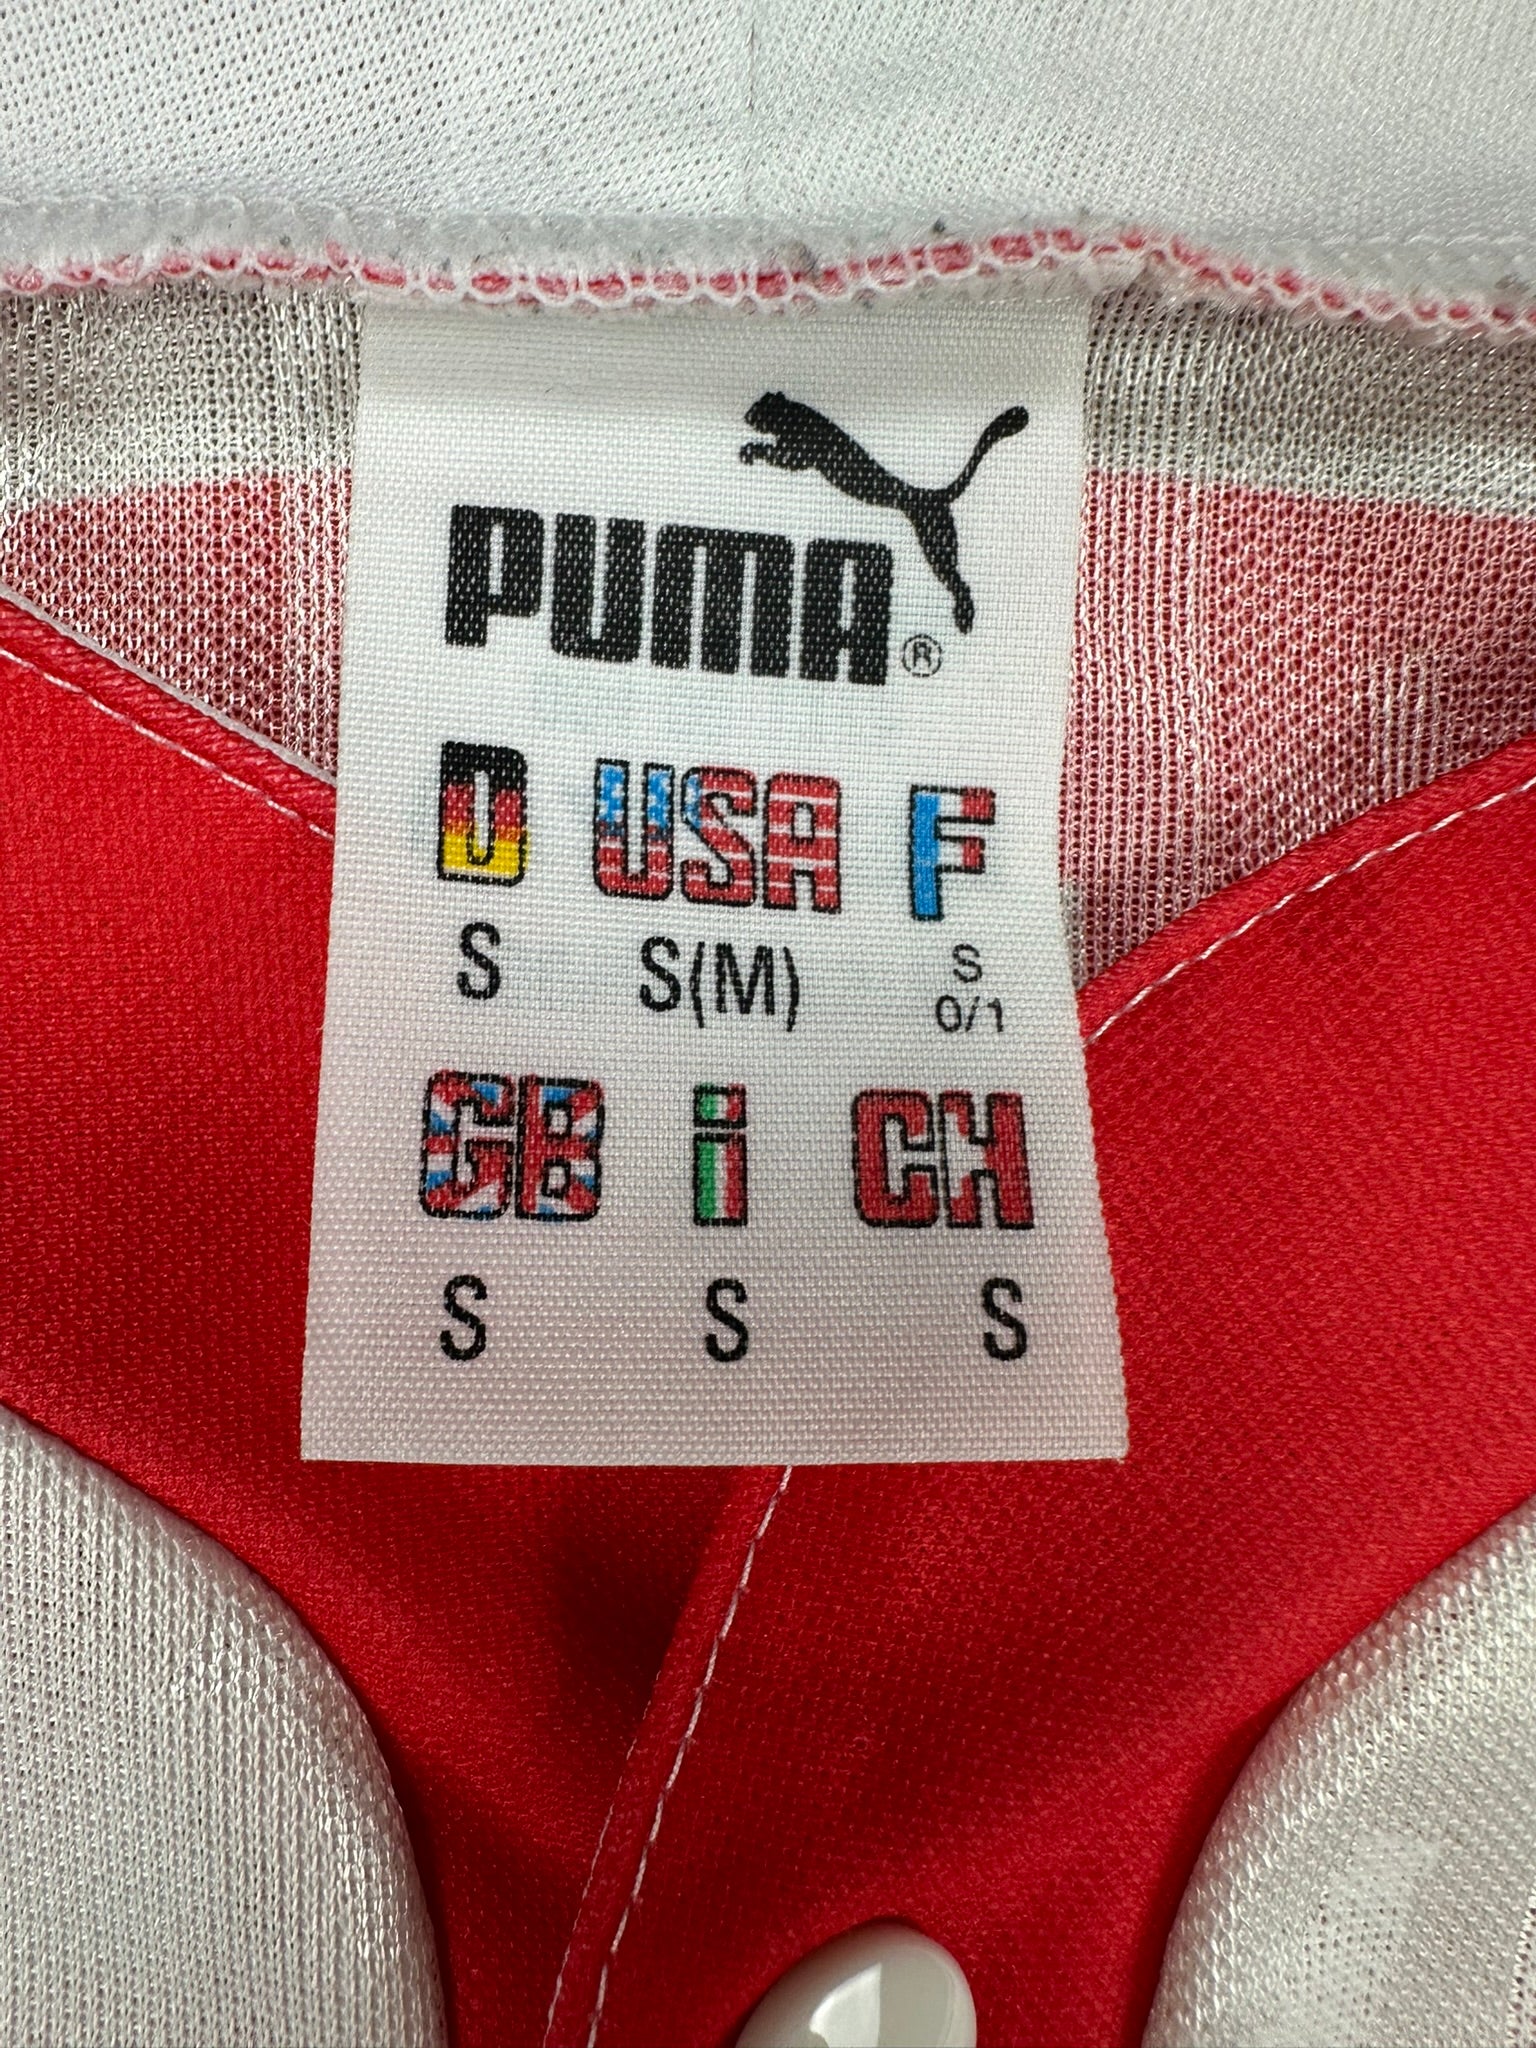 PUMA®
D USA F
S S(M) S
0/1
GB i CH
S S S